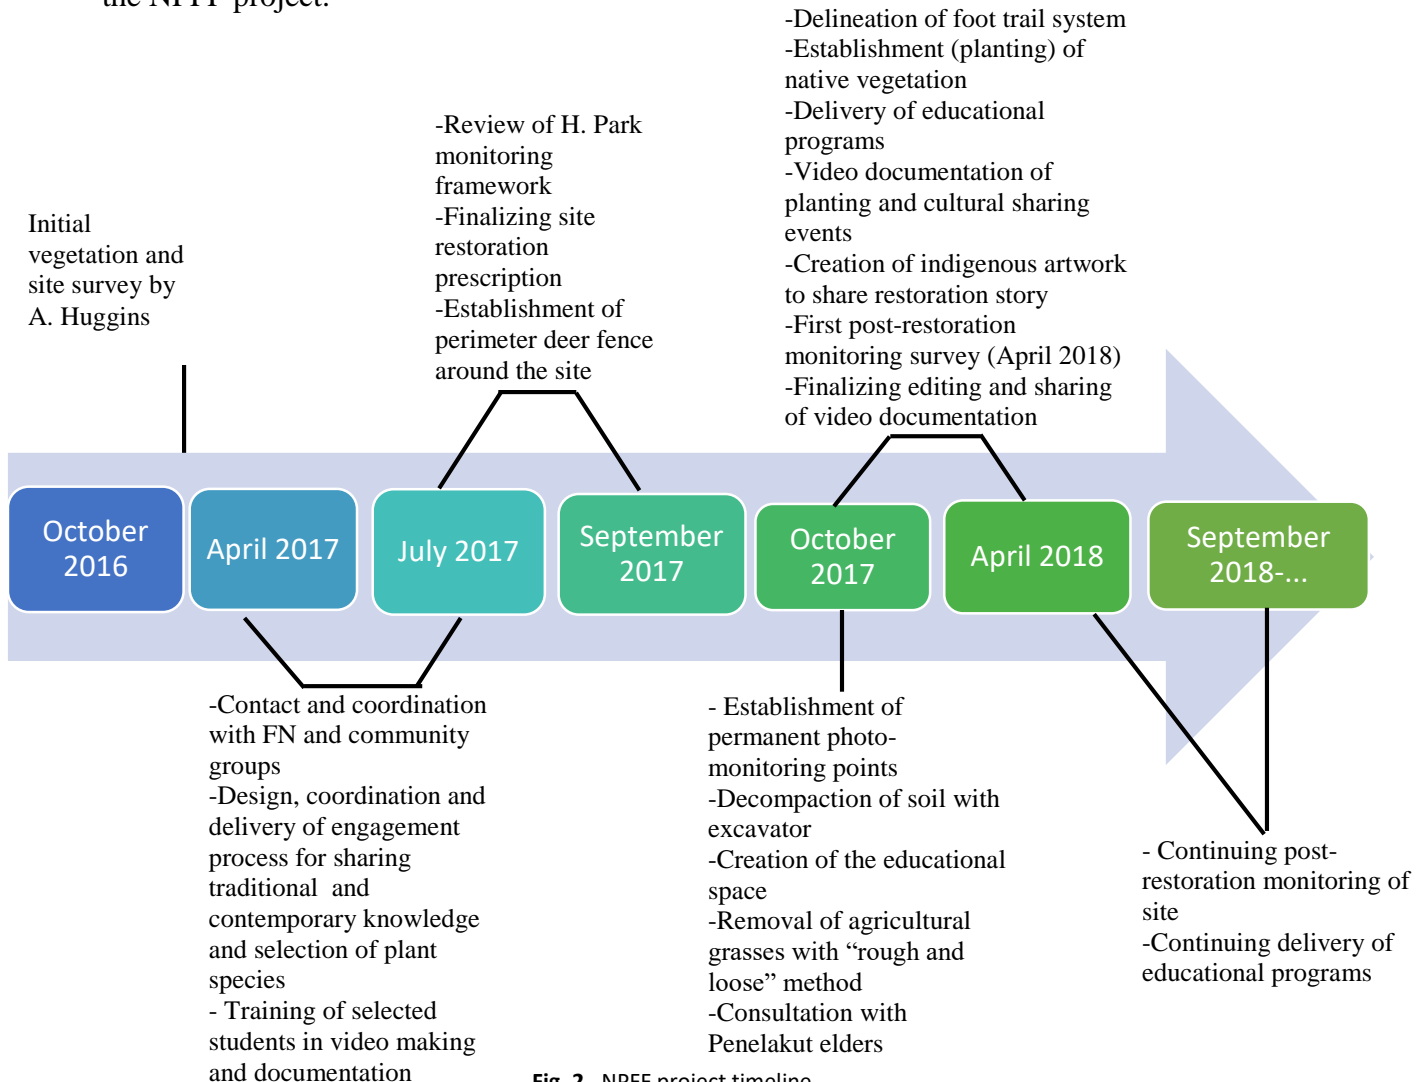 the NPFF project.
-Delineation of foot trail system
-Establishment (planting) of
native vegetation
-Delivery of educational
programs
-Video documentation of
planting and cultural sharing
events
-Creation of indigenous artwork
to share restoration story
-First post-restoration
monitoring survey (April 2018)
-Finalizing editing and sharing
of video documentation
-Review of H. Park
monitoring
framework
-Finalizing site
restoration
prescription
-Establishment of
perimeter deer fence
around the site
Initial
vegetation and
site survey by
A. Huggins
October
2016
April 2017
July 2017
September
2017
October
2017
April 2018
September
2018-...
-Contact and coordination
with FN and community
groups
-Design, coordination and
delivery of engagement
process for sharing
traditional and
contemporary knowledge
and selection of plant
species
- Training of selected
students in video making
and documentation
- Establishment of
permanent photo-
monitoring points
-Decompaction of soil with
excavator
-Creation of the educational
space
-Removal of agricultural
grasses with “rough and
loose” method
-Consultation with
Penelakut elders
- Continuing post-
restoration monitoring of
site
-Continuing delivery of
educational programs
Fig. 2. NPFF project timeline